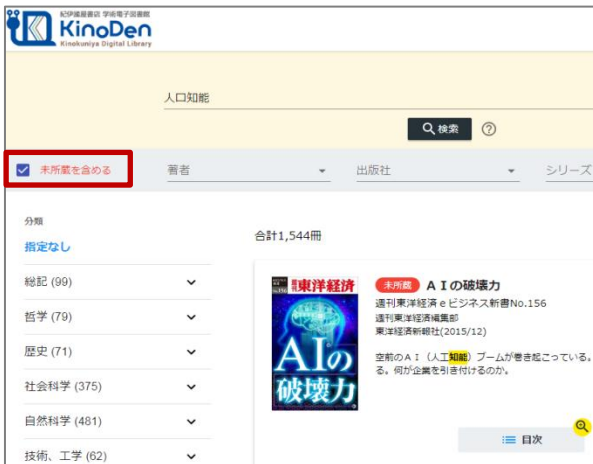 紀伊國屋書店 学術電子図書館
KinoDen
Kinokuniya Digital Library
人口知能
検索
未所蔵を含める
著者
出版社
シリーズ
分類
指定なし
総記 (99)
哲学 (79)
歴史 (71)
社会科学 (375)
自然科学 (481)
技術、工学 (62)
合計1,544冊
東洋経済
AIの
破壊力
未所蔵 ＡＩの破壊力
週刊東洋経済ｅビジネス新書No.156
週刊東洋経済編集部
東洋経済新報社(2015/12)
空前のＡＩ（人工知能）ブームが巻き起こっている。
る。何が企業を引き付けるのか。
目次